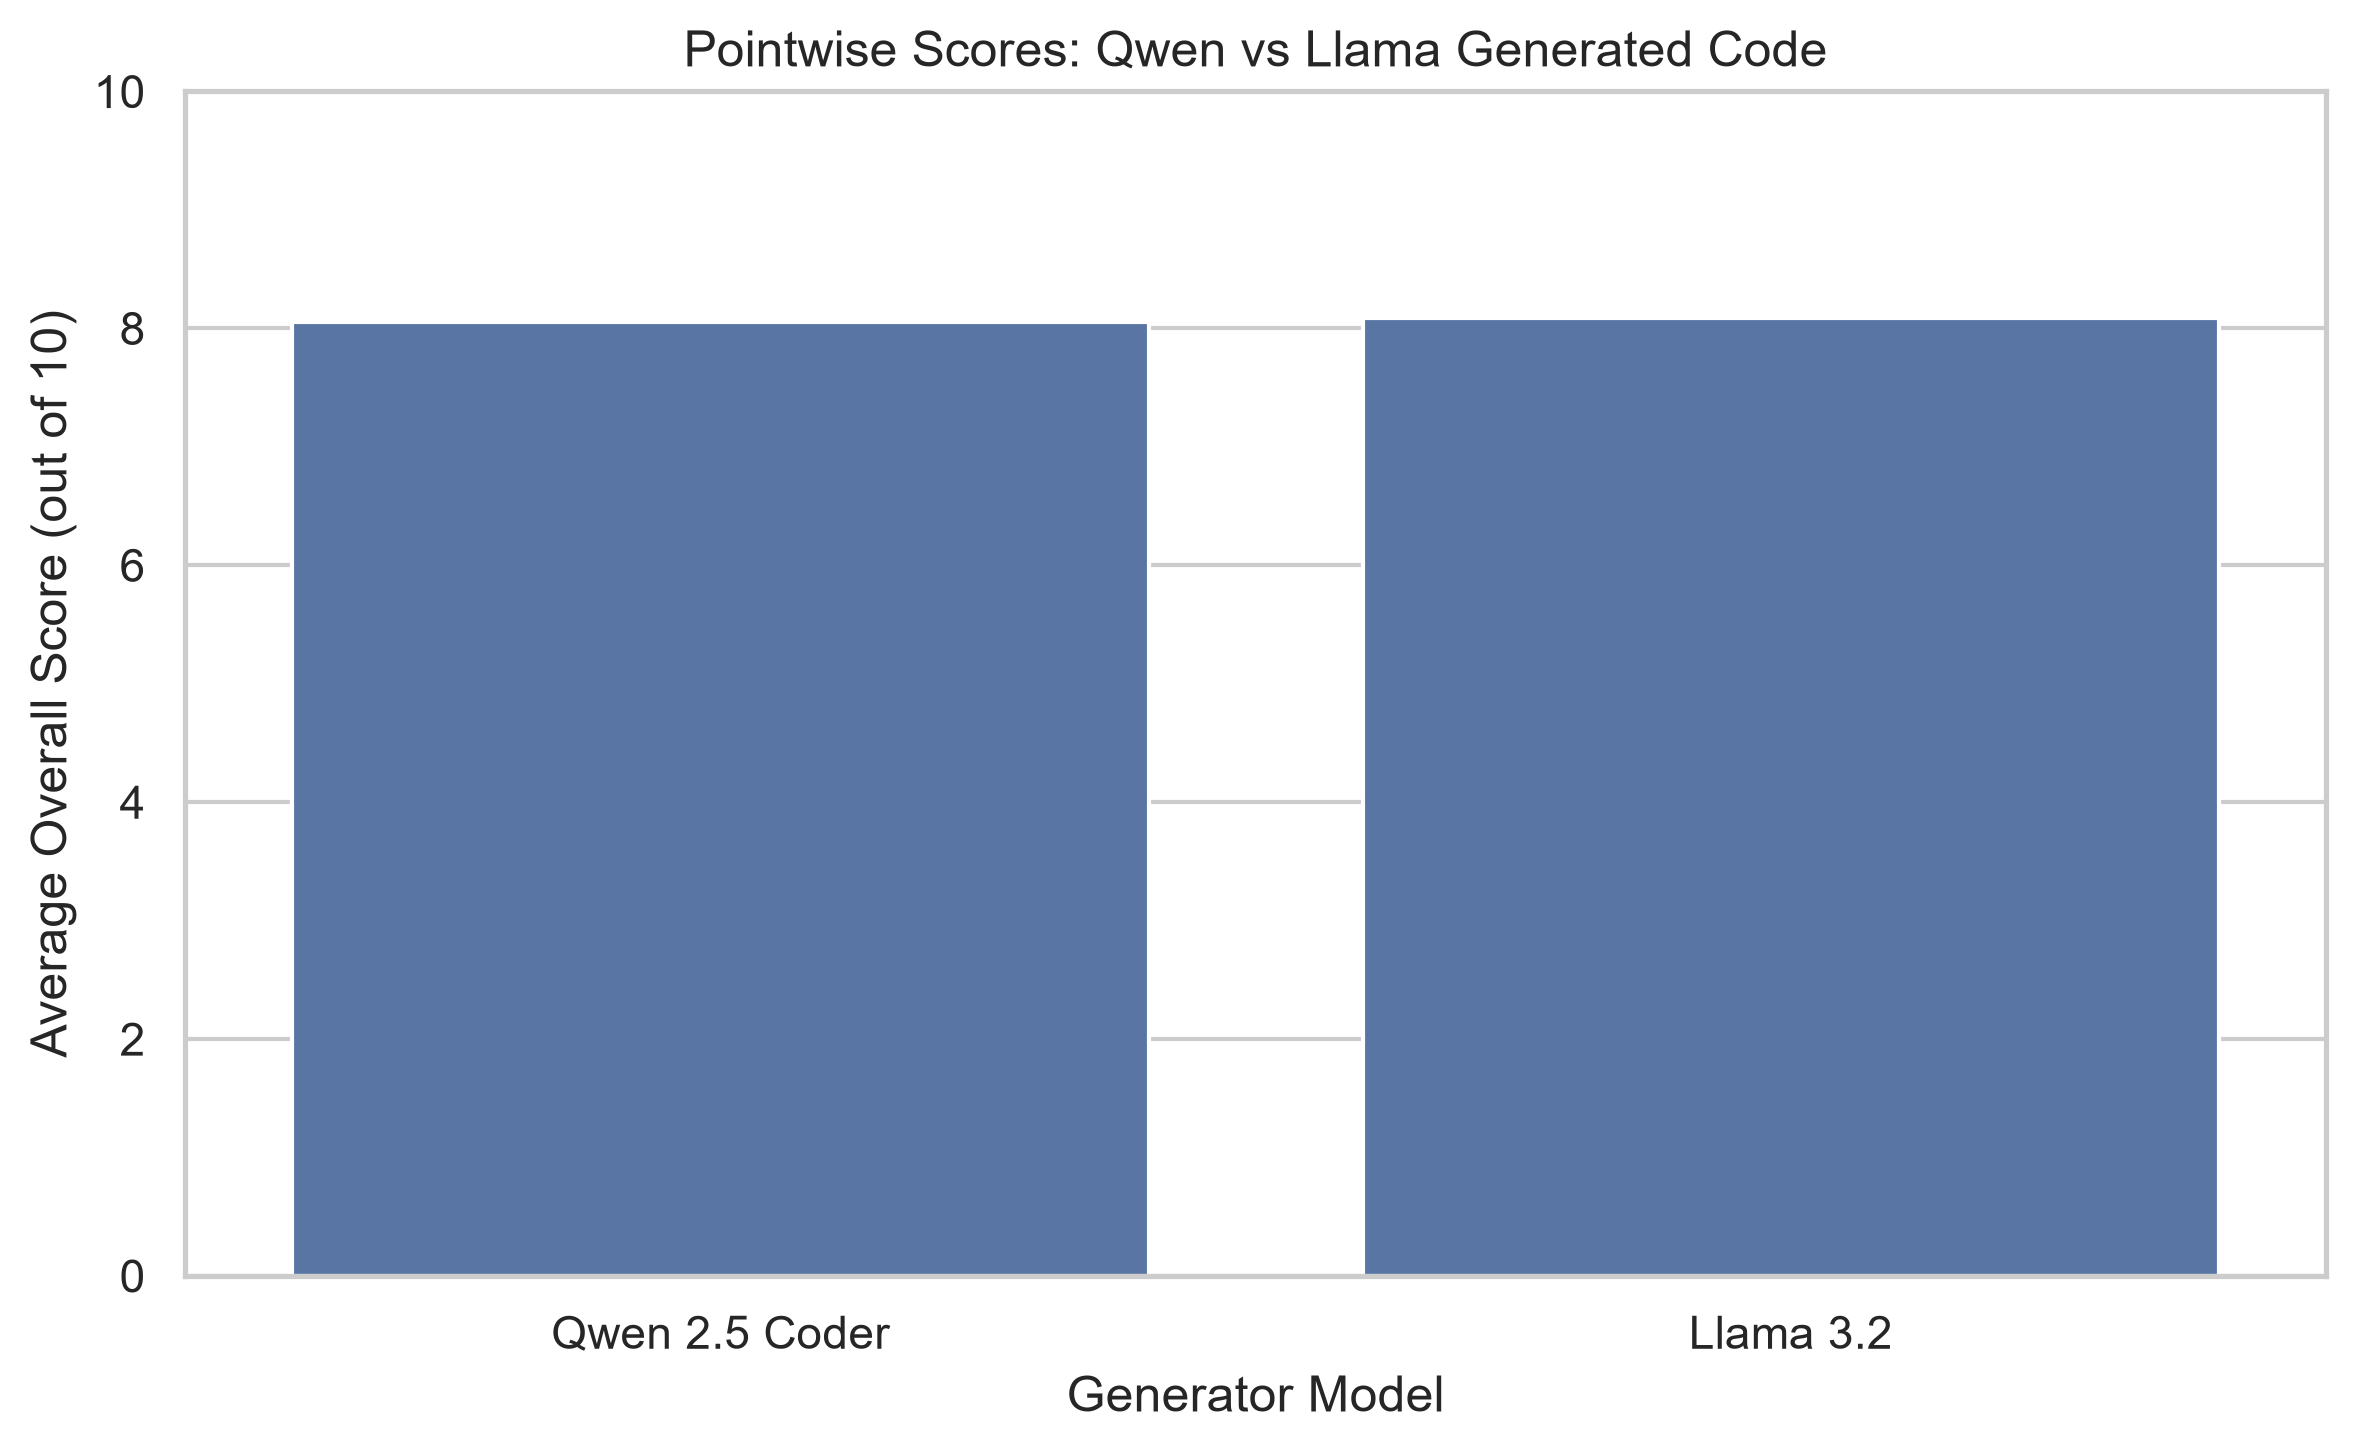 Pointwise Scores: Qwen vs Llama Generated Code
Average Overall Score (out of 10)
10
8
6
4
2
0
Qwen 2.5 Coder
Llama 3.2
Generator Model